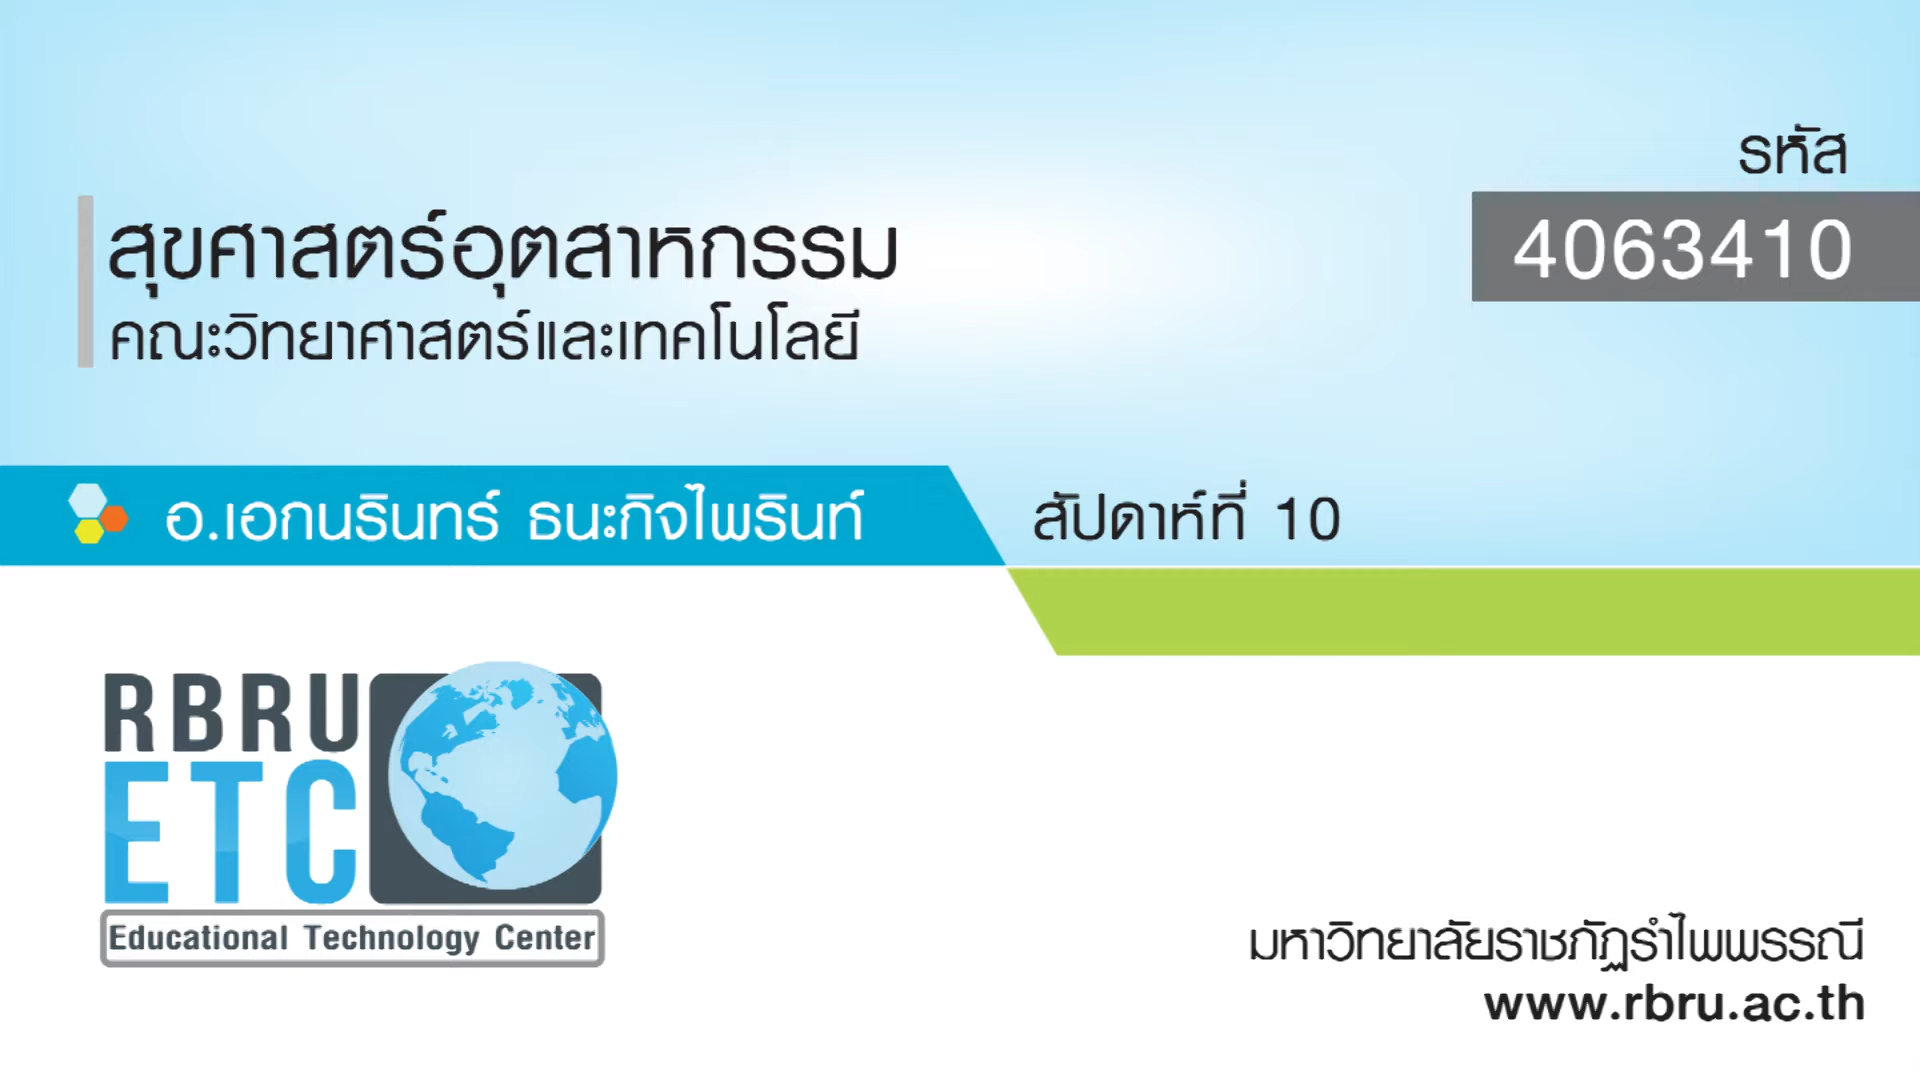 รหัส
4063410
สุขศาสตร์อุตสาหกรรม
คณะวิทยาศาสตร์และเทคโนโลยี
อ.เอกนรินทร์ ธนะกิจไพรินท์
สัปดาห์ที่ 10
RBRU
ETC
Educational Technology Center
มหาวิทยาลัยราชภัฏรำไพพรรณี
www.rbru.ac.th